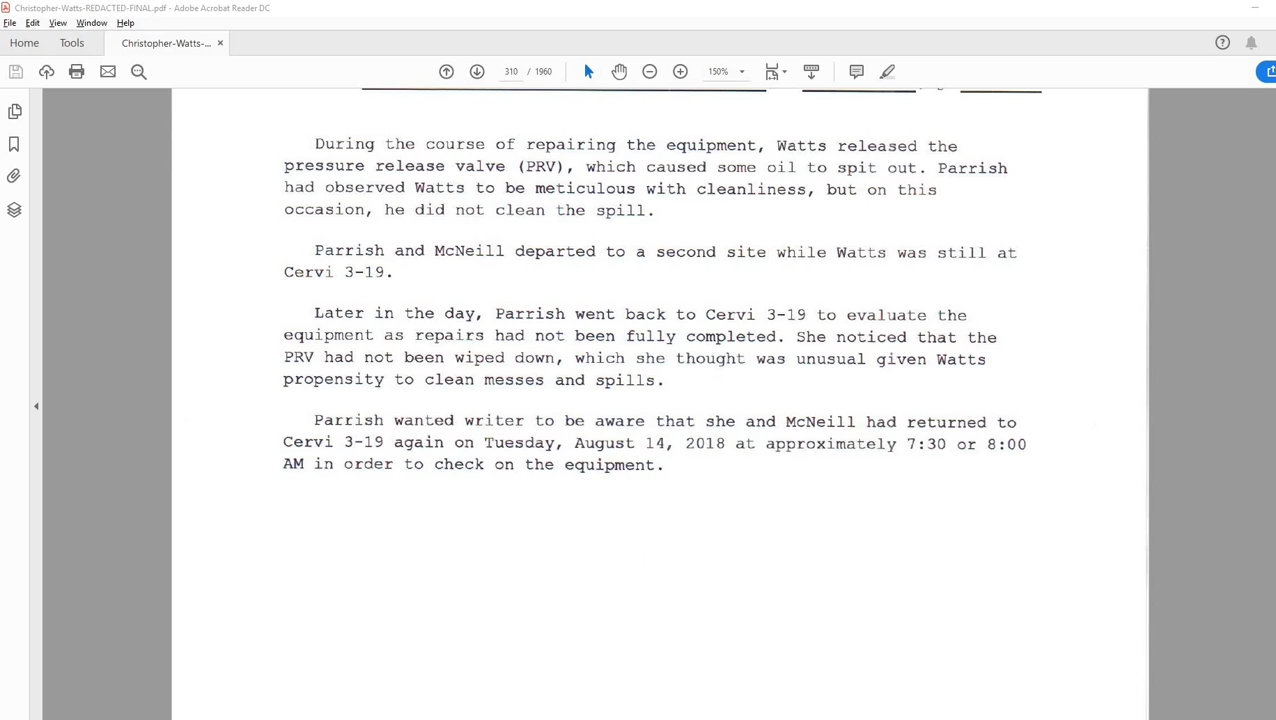 Christopher-Watts-REDACTED-FINAL.pdf - Adobe Acrobat Reader DC
File Edit View Window Help
Home Tools Christopher-Watts-... ×
310 / 1960 150%
During the course of repairing the equipment, Watts released the
pressure release valve (PRV), which caused some oil to spit out. Parrish
had observed Watts to be meticulous with cleanliness, but on this
occasion, he did not clean the spill.
Parrish and McNeill departed to a second site while Watts was still at
Cervi 3-19.
Later in the day, Parrish went back to Cervi 3-19 to evaluate the
equipment as repairs had not been fully completed. She noticed that the
PRV had not been wiped down, which she thought was unusual given Watts
propensity to clean messes and spills.
Parrish wanted writer to be aware that she and McNeill had returned to
Cervi 3-19 again on Tuesday, August 14, 2018 at approximately 7:30 or 8:00
AM in order to check on the equipment.